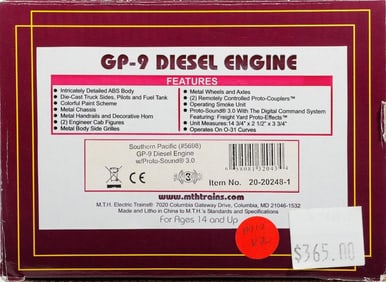 GP-9 DIESEL ENGINE
FEATURES
• Intricately Detailed ABS Body
• Die-Cast Truck Sides, Pilots and Fuel Tank
• Colorful Paint Scheme
• Metal Chassis
• Metal Handrails and Decorative Horn
• (2) Engineer Cab Figures
• Metal Body Side Grilles
• Metal Wheels and Axles
• (2) Remotely Controlled Proto-Couplers™
• Operating Smoke Unit
• Proto-Sound® 3.0 With The Digital Command System
Featuring: Freight Yard Proto-Effects™
• Unit Measures: 14 3/4" x 2 1/2" x 3 3/4"
• Operates On O-31 Curves
Southern Pacific (#5698)
GP-9 Diesel Engine
w/Proto-Sound® 3.0
3
Item No. 20-20248-1
www.mthtrains.com
M.T.H. Electric Trains® 7020 Columbia Gateway Drive, Columbia, MD 21046-1532
Made and Litho in China to M.T.H.'s Standards and Specifications
For Ages 14 and Up
$365.00